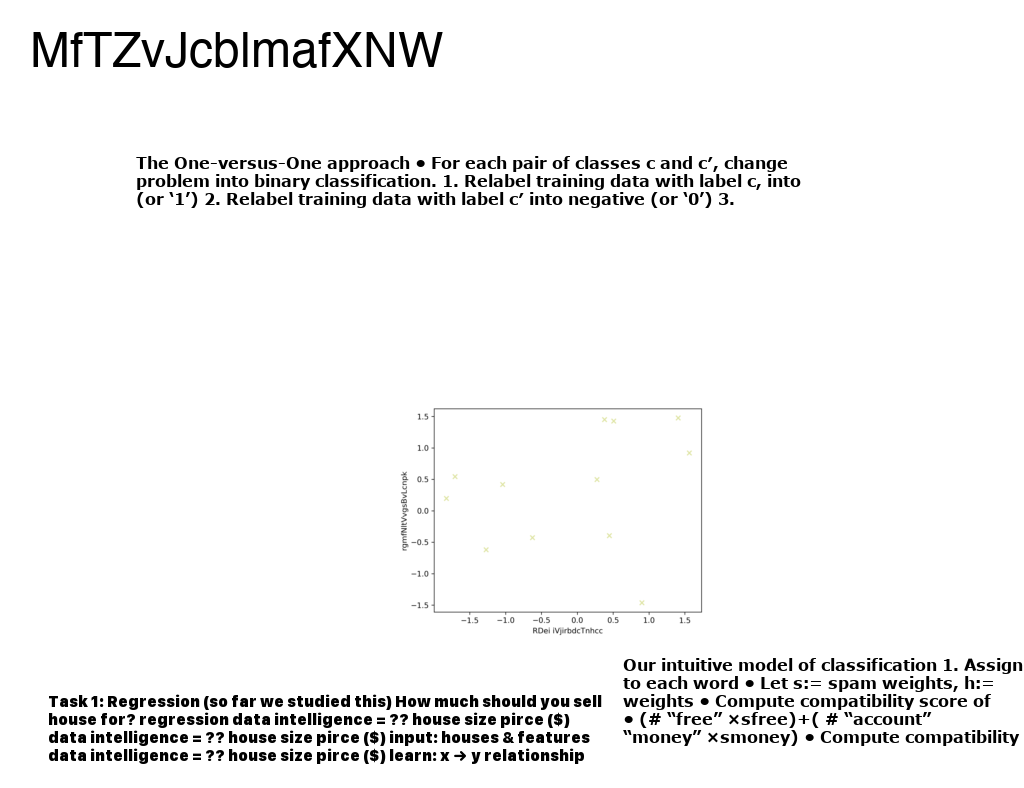 MfTZvJcblmafXNW
The One-versus-One approach ● For each pair of classes c and c’, change
problem into binary classification. 1. Relabel training data with label c, into
(or ‘1’) 2. Relabel training data with label c’ into negative (or ‘0’) 3.
1.5
1.0
0.5
0.0
−0.5
−1.0
−1.5
rgmfNltVvgsBvLcnpk
−1.5 −1.0 −0.5 0.0 0.5 1.0 1.5
RDei iVjirbdcTnhcc
Our intuitive model of classification 1. Assign
to each word ● Let s:= spam weights, h:=
weights ● Compute compatibility score of
● (# “free” ×sfree)+( # “account”
“money” ×smoney) ● Compute compatibility
Task 1: Regression (so far we studied this) How much should you sell
house for? regression data intelligence = ?? house size pirce ($)
data intelligence = ?? house size pirce ($) input: houses & features
data intelligence = ?? house size pirce ($) learn: x → y relationship